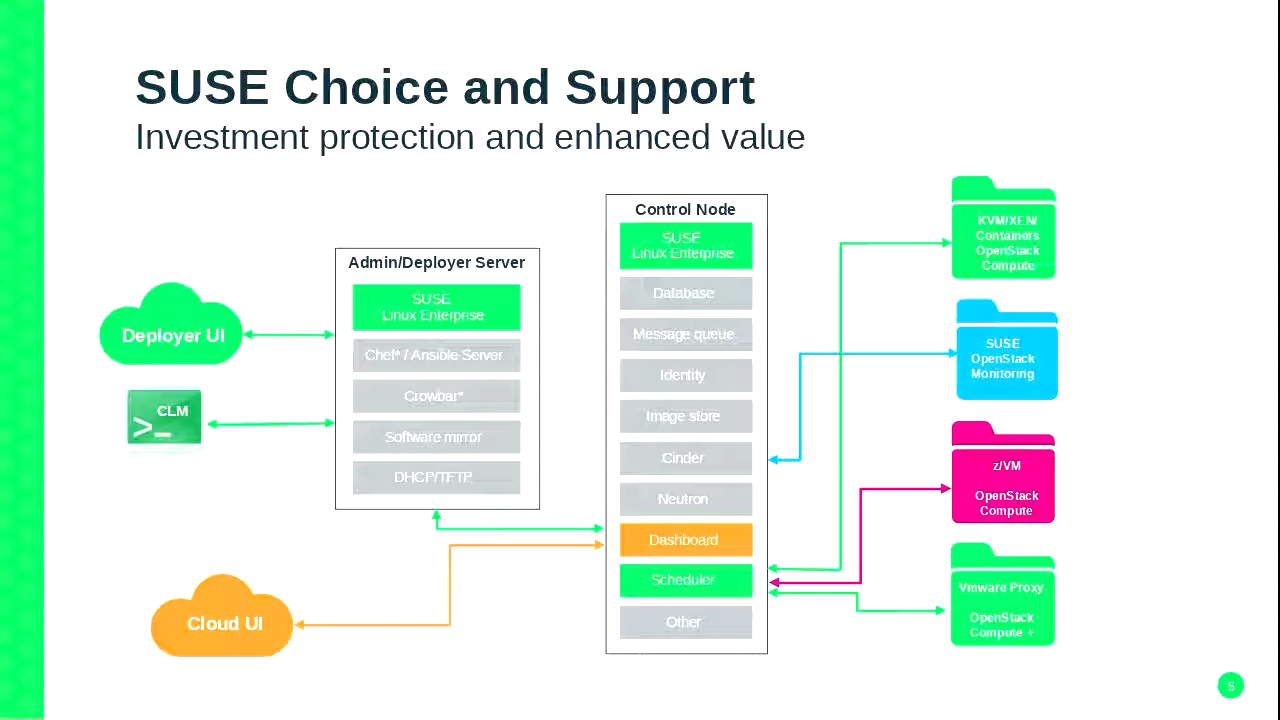 SUSE Choice and Support
Investment protection and enhanced value
Deployer UI
CLM
>_
Cloud UI
Admin/Deployer Server
SUSE
Linux Enterprise
Chef* / Ansible Server
Crowbar*
Software mirror
DHCP/TFTP
Control Node
SUSE
Linux Enterprise
Database
Message queue
Identity
Image store
Cinder
Neutron
Dashboard
Scheduler
Other
KVM/XEN/
Containers
OpenStack
Compute
SUSE
OpenStack
Monitoring
z/VM
OpenStack
Compute
Vmware Proxy
OpenStack
Compute +
5